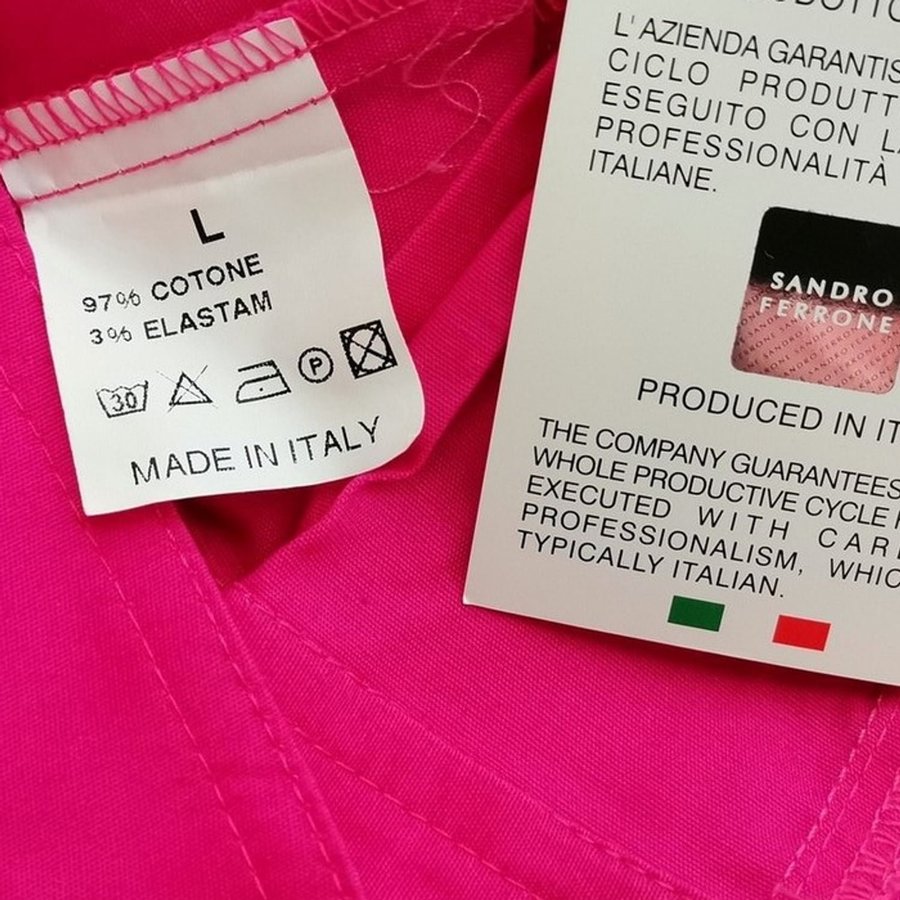 L
97% COTONE
3% ELASTAM
30
P
MADE IN ITALY
L'AZIENDA GARANTIS
CICLO PRODUTT
ESEGUITO CON LA
PROFESSIONALITÀ
ITALIANE.
SANDRO
FERRONE
PRODUCED IN IT
THE COMPANY GUARANTEES
WHOLE PRODUCTIVE CYCLE
EXECUTED WITH CAR
PROFESSIONALISM, WHIC
TYPICALLY ITALIAN.